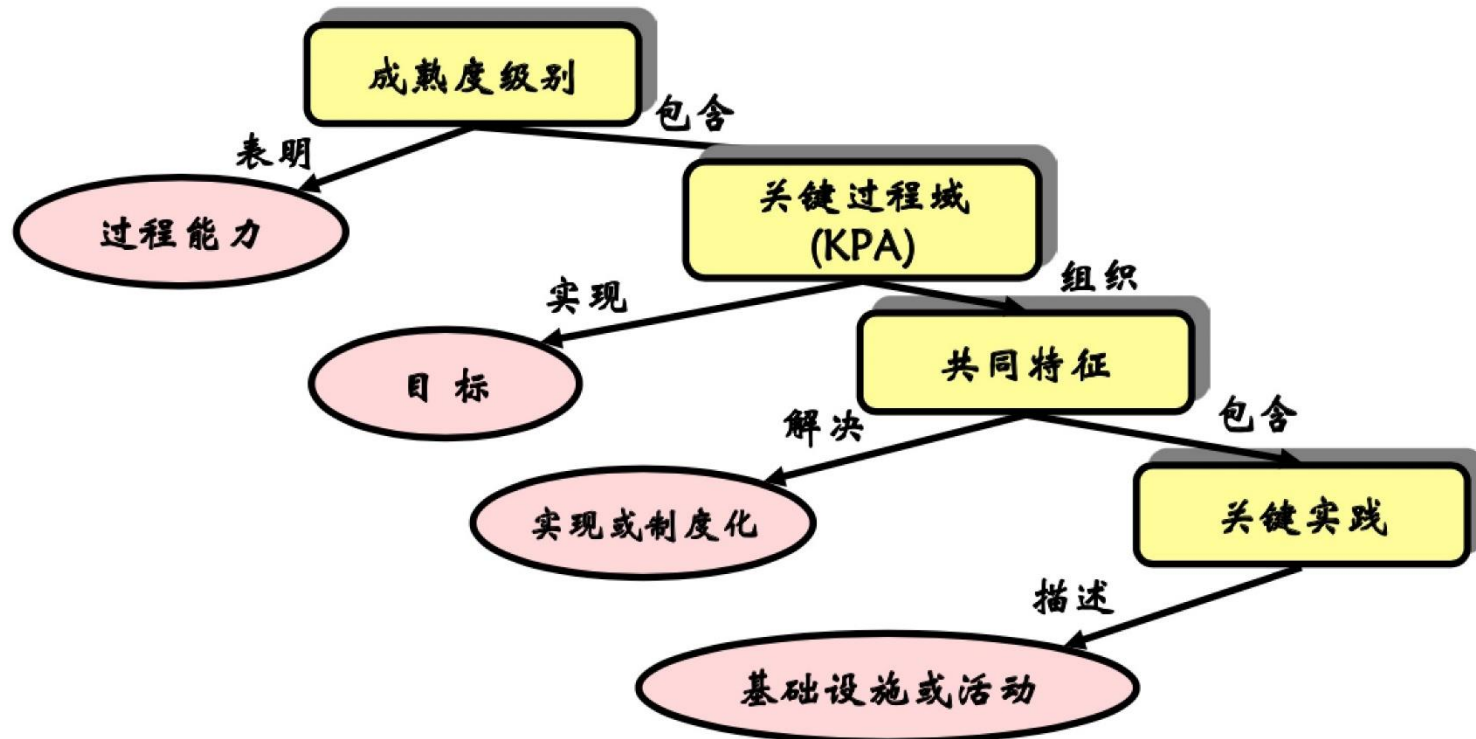 成熟度级别
包含
表明
过程能力
关键过程域
(KPA)
实现
组织
目标
共同特征
解决
包含
实现或制度化
关键实践
描述
基础设施或活动